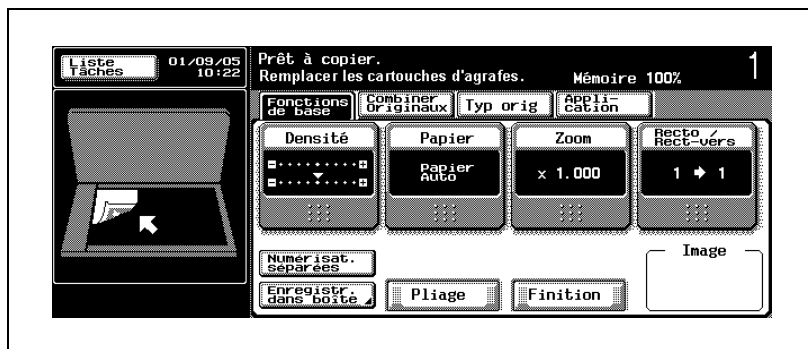 Liste
Tâches
01/09/05
10:22
Prêt à copier.
Remplacer les cartouches d'agrafes.
Mémoire 100%
1
Fonctions
de base
Combiner
Originaux
Typ orig
Appli-
cation
Densité
Papier
Zoom
Recto /
Rect-vers
Papier
Auto
x 1.000
1 ➜ 1
Numérisat.
séparées
Enregistr.
dans boîte
Pliage
Finition
Image